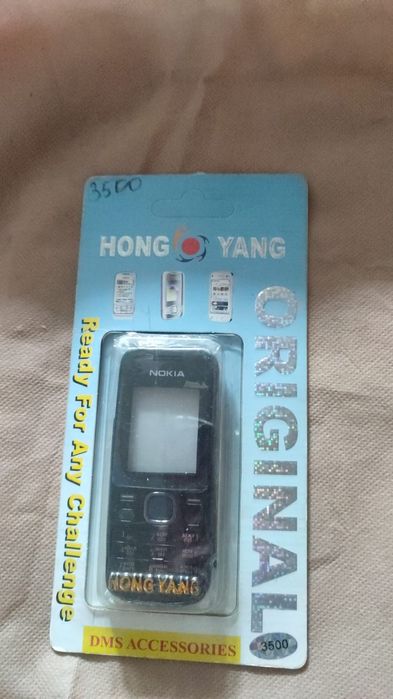 3500
HONG YANG
ORIGINAL
Ready For Any Challenge
NOKIA
HONG YANG
DMS ACCESSORIES
3500